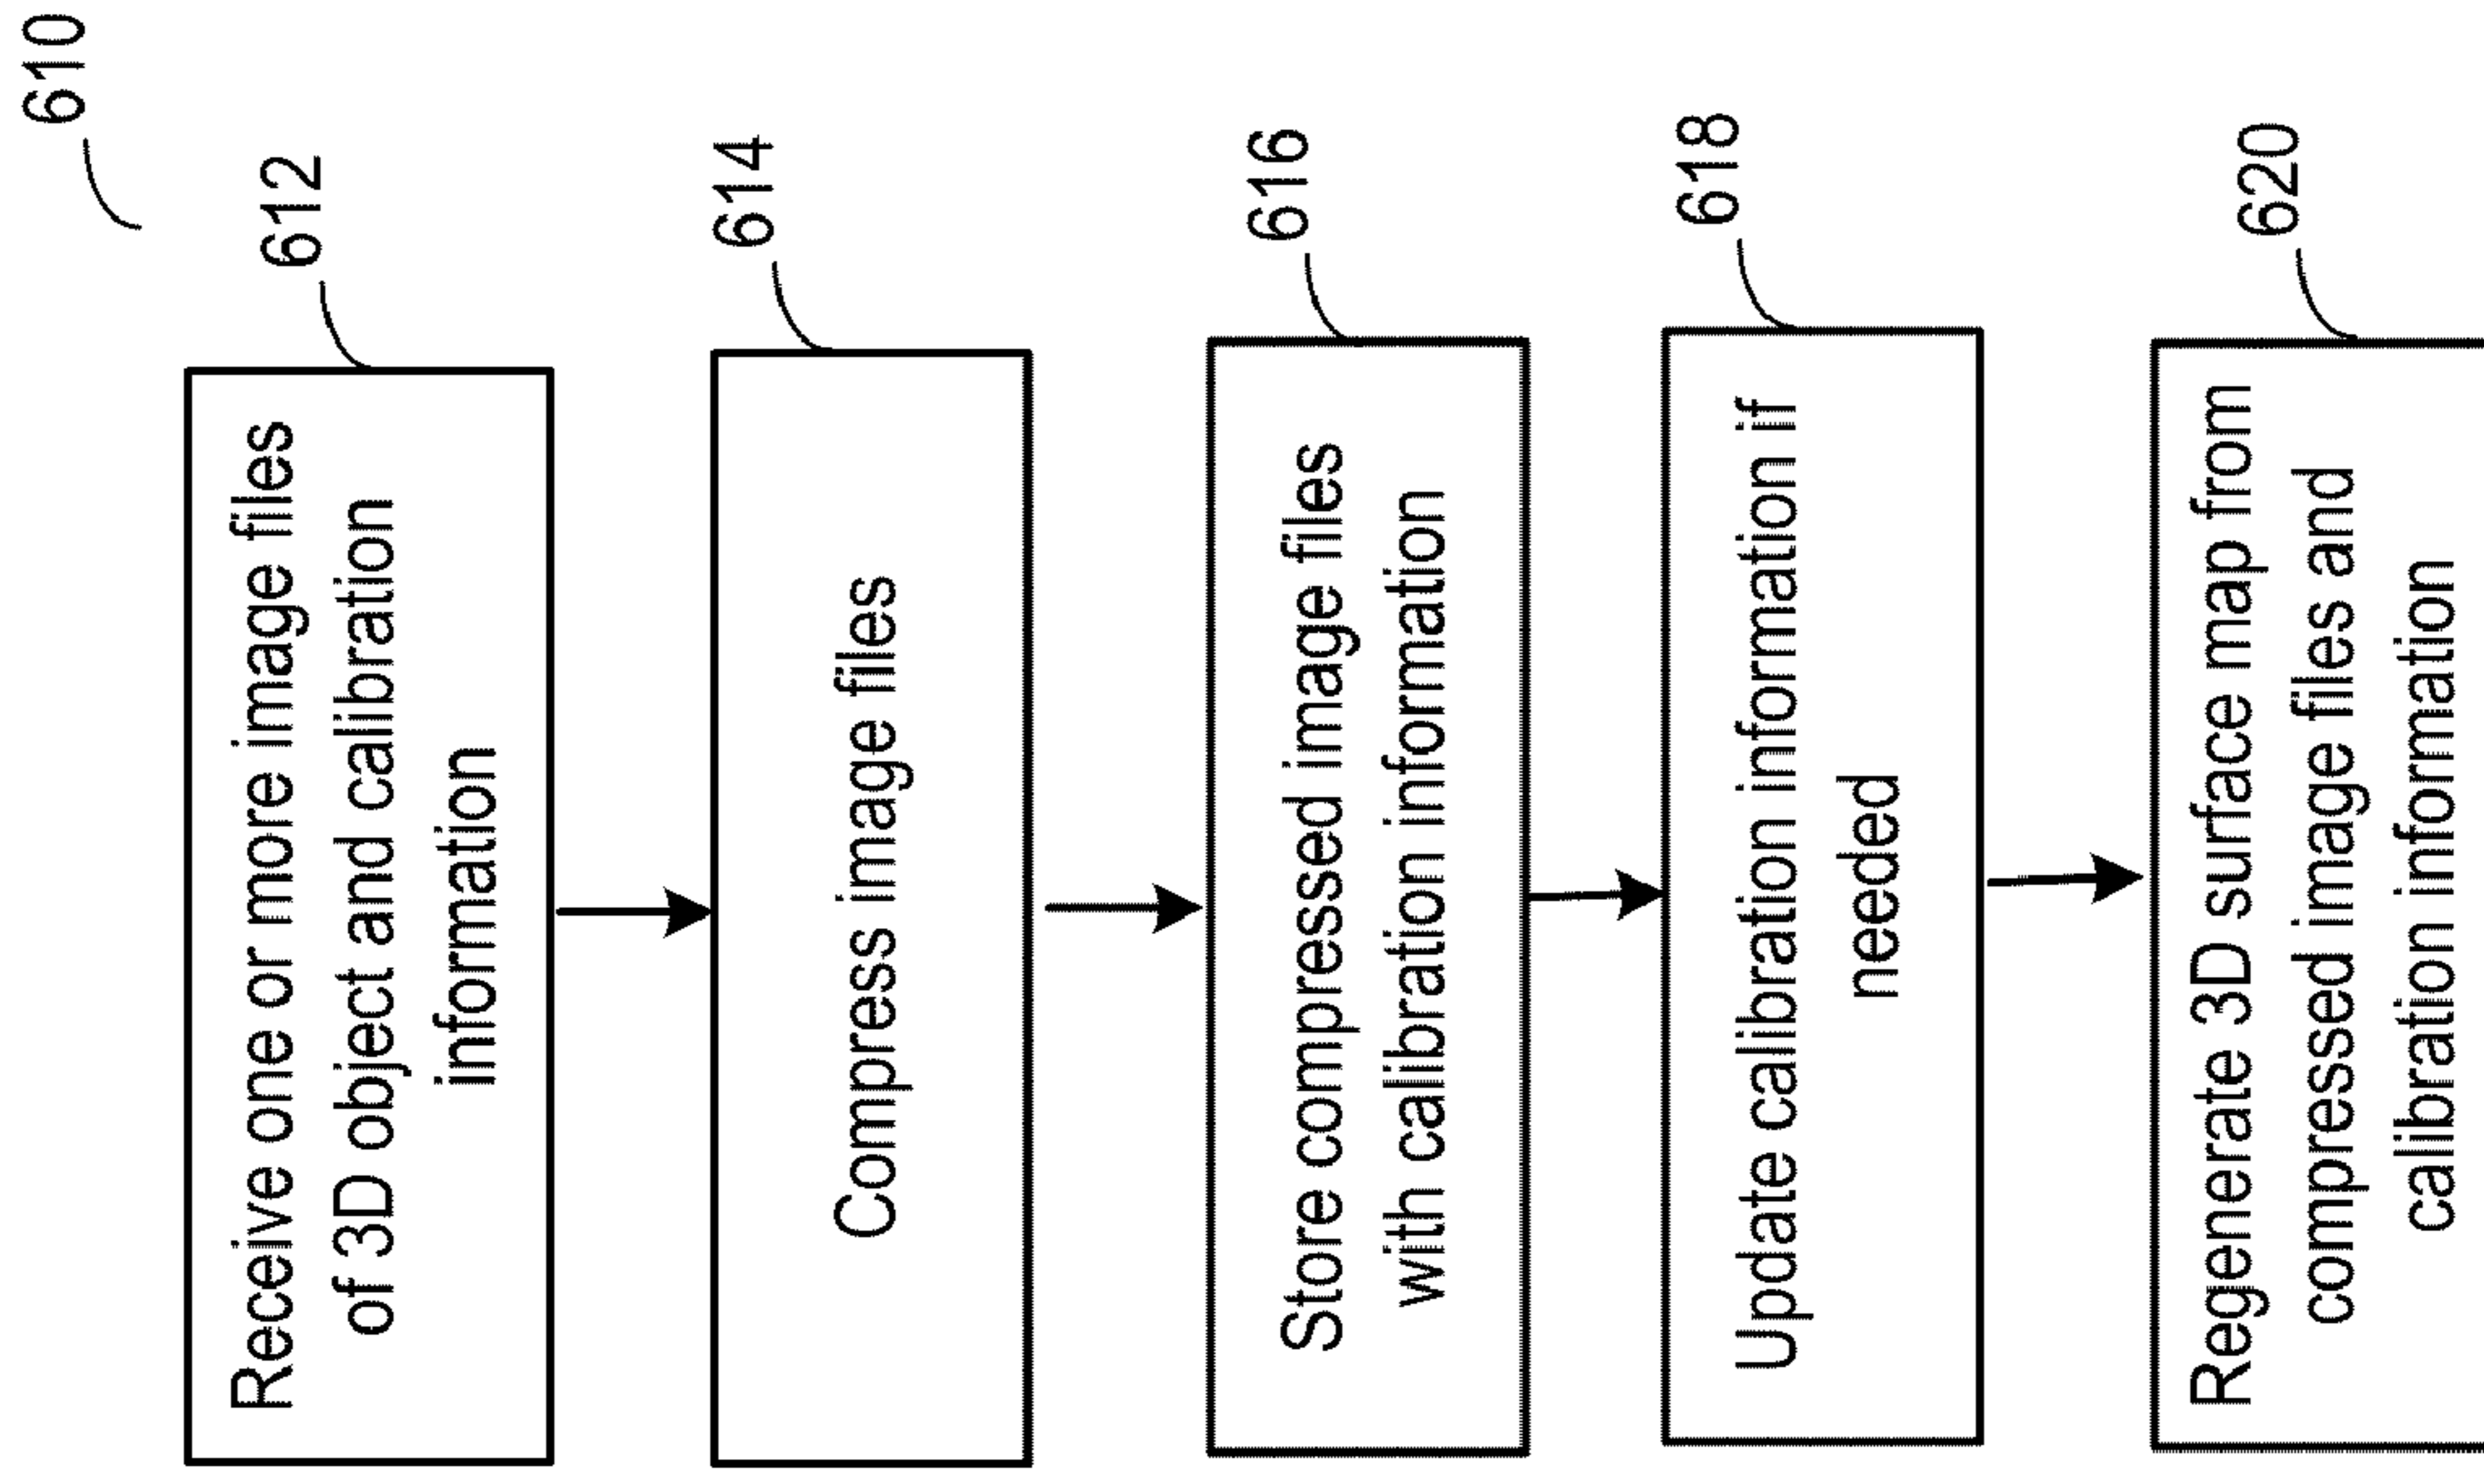 610
612
Receive one or more image files
of 3D object and calibration
information
614
Compress image files
616
Store compressed image files
with calibration information
618
Update calibration information if
needed
620
Regenerate 3D surface map from
compressed image files and
calibration information